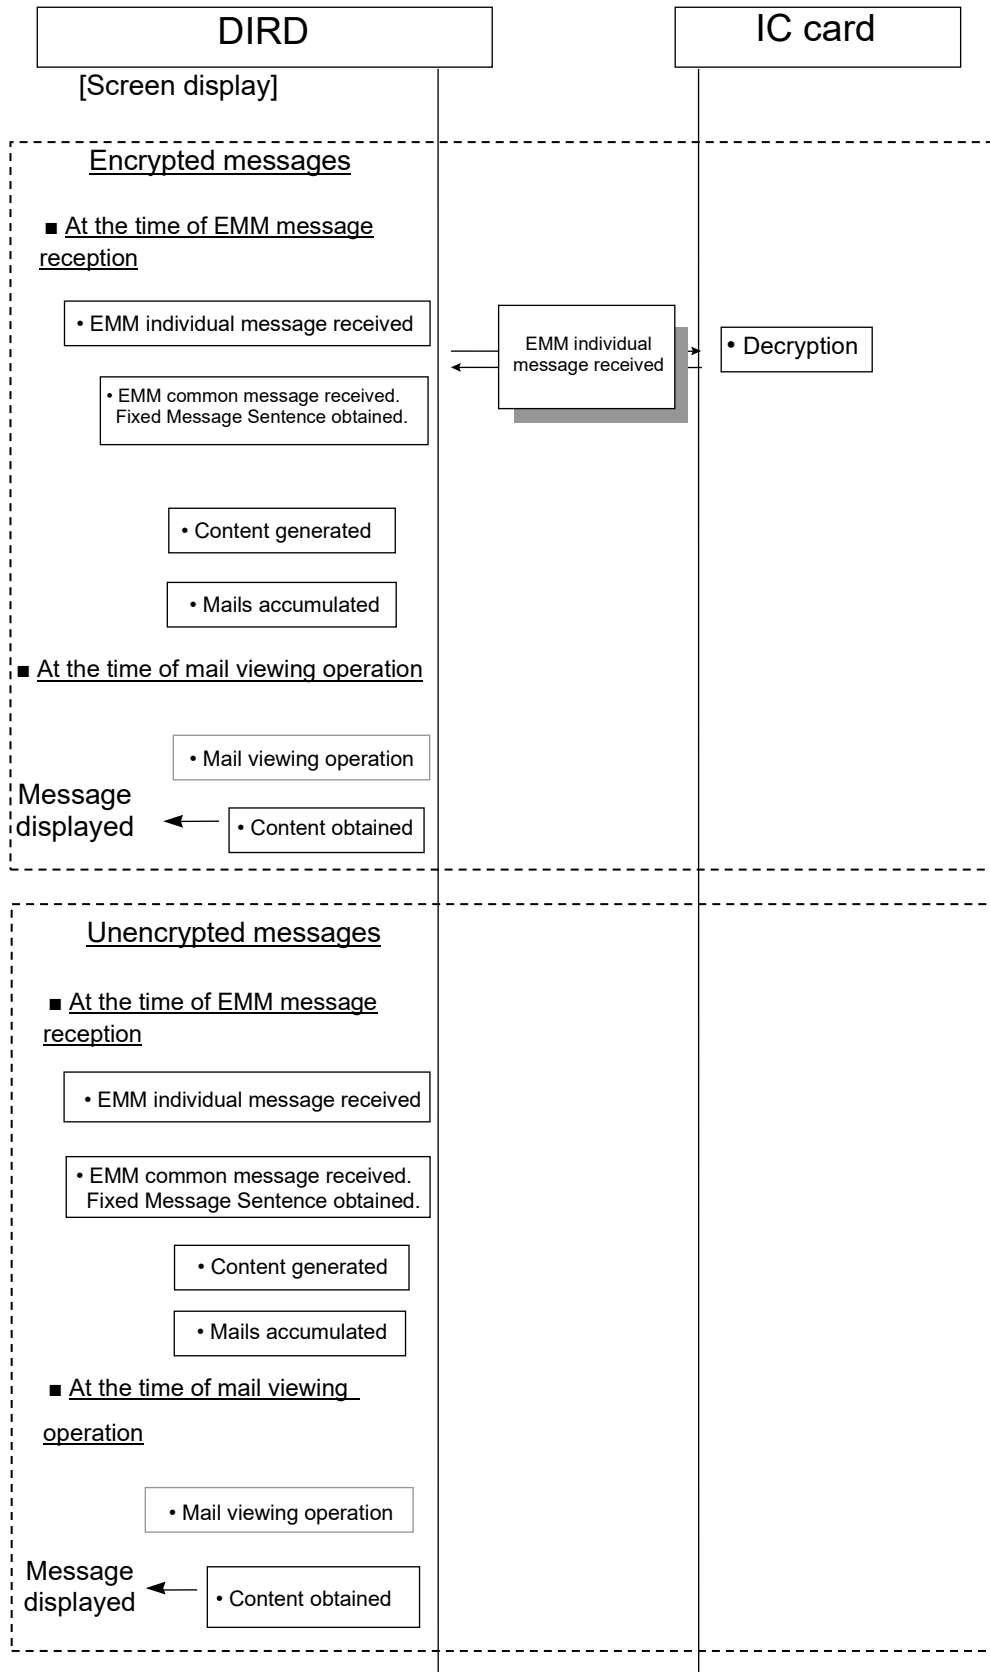 DIRD
IC card
[Screen display]
Encrypted messages
■ At the time of EMM message
reception
• EMM individual message received
EMM individual
message received
• Decryption
• EMM common message received.
Fixed Message Sentence obtained.
• Content generated
• Mails accumulated
■ At the time of mail viewing operation
• Mail viewing operation
Message
displayed
• Content obtained
Unencrypted messages
■ At the time of EMM message
reception
• EMM individual message received
• EMM common message received.
Fixed Message Sentence obtained.
• Content generated
• Mails accumulated
■ At the time of mail viewing
operation
• Mail viewing operation
Message
displayed
• Content obtained